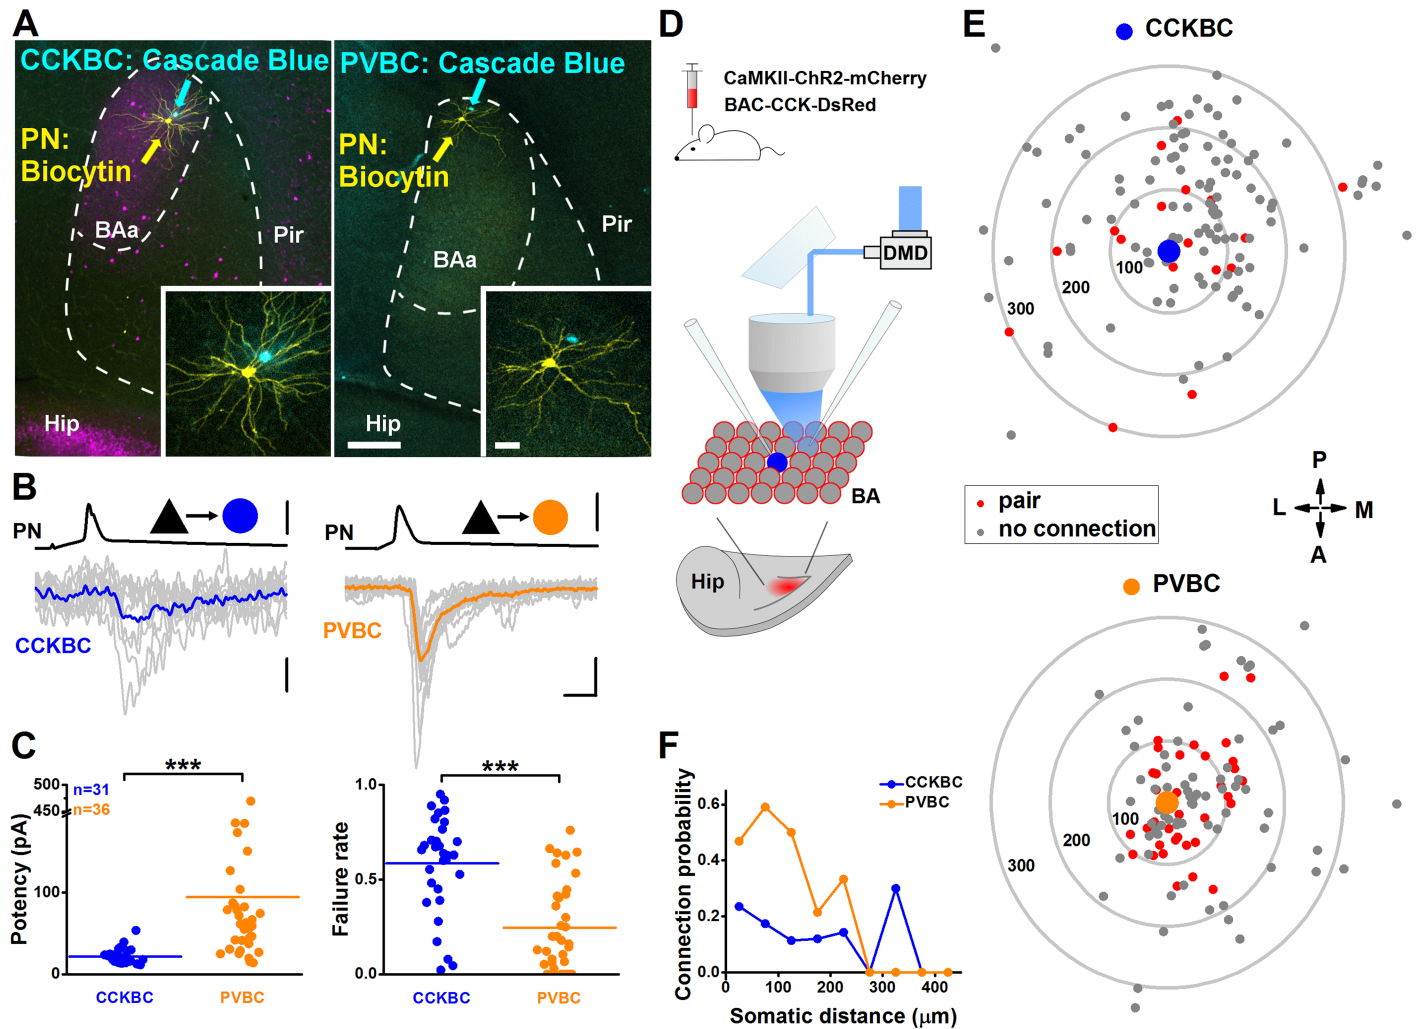 A
CCKBC: Cascade Blue
PN:
Biocytin
BAa
Pir
Hip
PVBC: Cascade Blue
PN:
Biocytin
BAa
Pir
Hip
B
PN
CCKBC
PN
PVBC
C
Potency (pA)
500
450
100
0
n=31
n=36
***
CCKBC
PVBC
Failure rate
1.0
0.5
0.0
***
CCKBC
PVBC
D
CaMKII-ChR2-mCherry
BAC-CCK-DsRed
DMD
BA
Hip
E
CCKBC
100
200
300
pair
no connection
P
L
M
A
PVBC
100
200
300
F
Connection probability
0.6
0.4
0.2
0.0
CCKBC
PVBC
0
100
200
300
400
Somatic distance (μm)